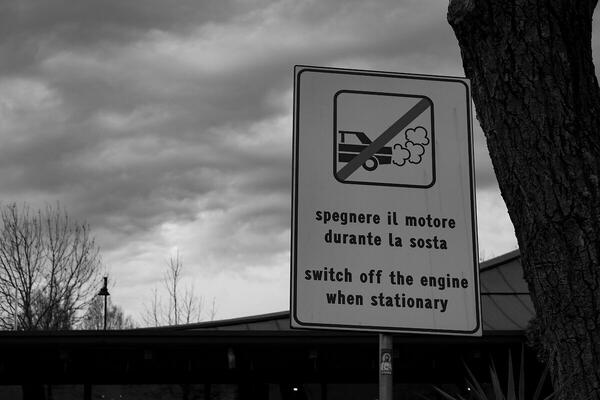 spegnere il motore
durante la sosta
switch off the engine
when stationary